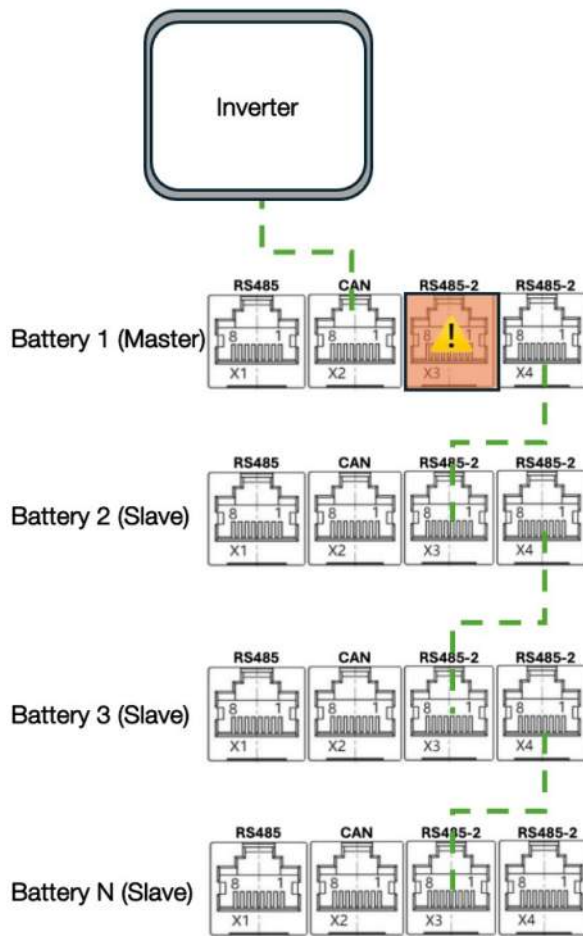 Inverter
RS485 CAN RS485-2 RS485-2
Battery 1 (Master)
8 1 8 1 8 ! 1 8 1
X1 X2 X3 X4
RS485 CAN RS485-2 RS485-2
Battery 2 (Slave)
8 1 8 1 8 1 8 1
X1 X2 X3 X4
RS485 CAN RS485-2 RS485-2
Battery 3 (Slave)
8 1 8 1 8 1 8 1
X1 X2 X3 X4
RS485 CAN RS485-2 RS485-2
Battery N (Slave)
8 1 8 1 8 1 8 1
X1 X2 X3 X4